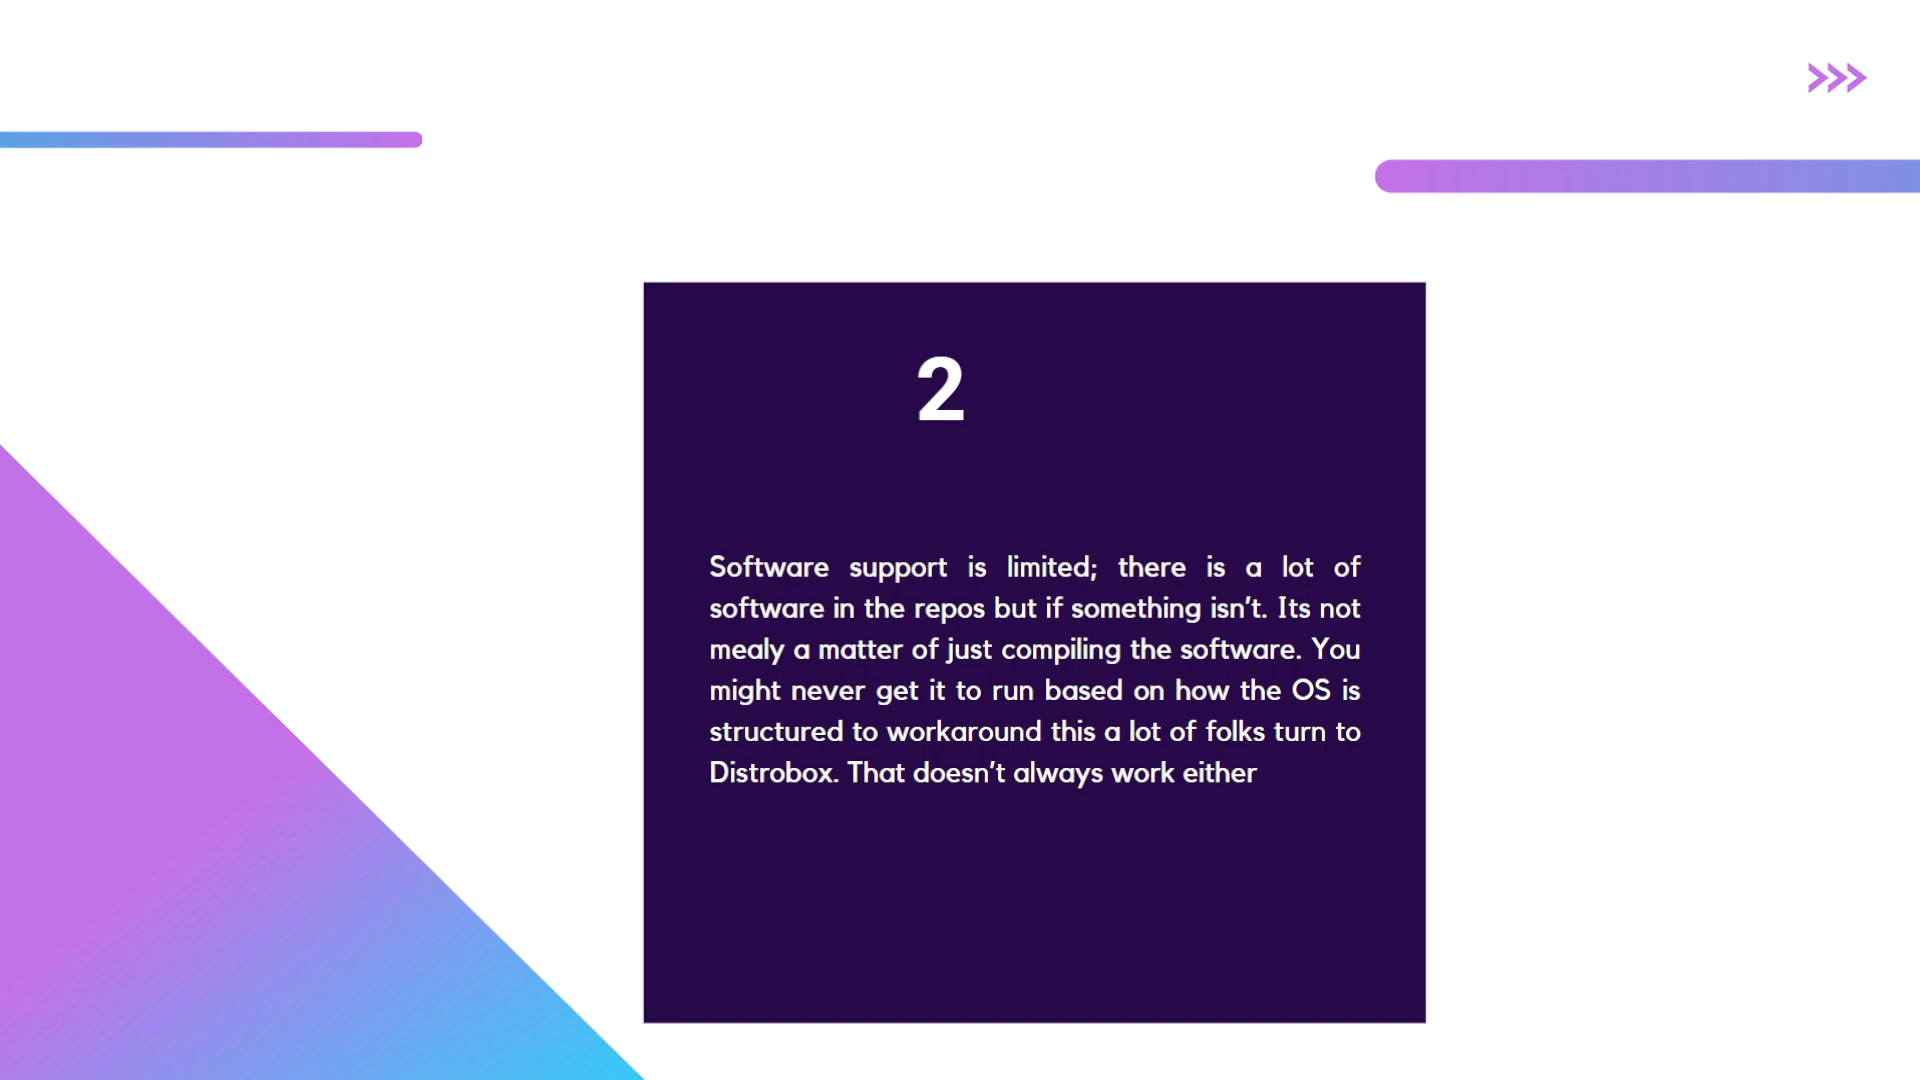 2
Software support is limited; there is a lot of
software in the repos but if something isn’t. Its not
mealy a matter of just compiling the software. You
might never get it to run based on how the OS is
structured to workaround this a lot of folks turn to
Distrobox. That doesn’t always work either